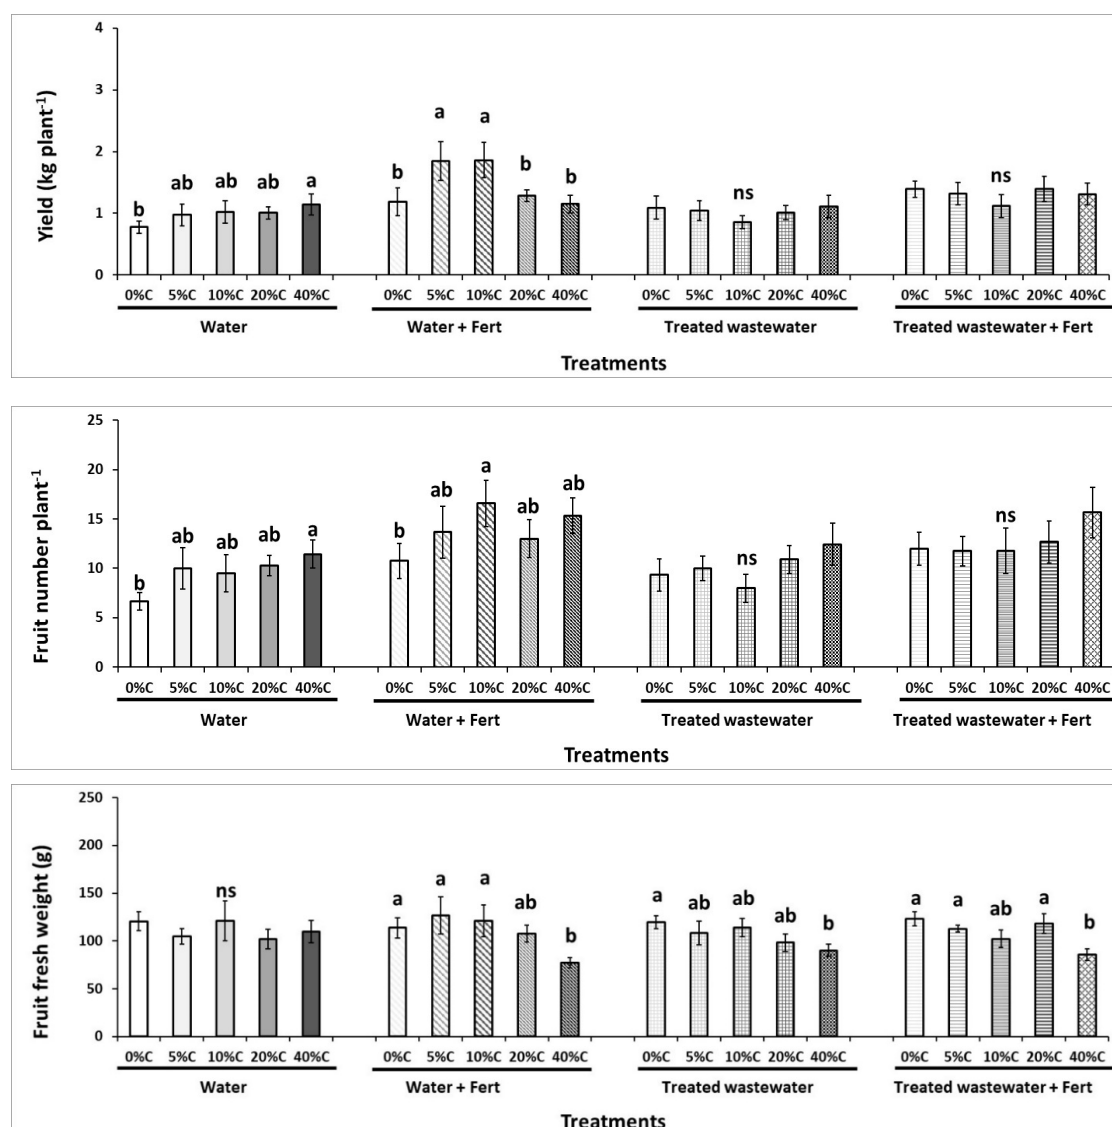 4
3
2
1
0
Yield (kg plant-1)
b ab ab ab a
b a a b b
ns
ns
0%C 5%C 10%C 20%C 40%C 0%C 5%C 10%C 20%C 40%C 0%C 5%C 10%C 20%C 40%C 0%C 5%C 10%C 20%C 40%C
Water Water + Fert Treated wastewater Treated wastewater + Fert
Treatments
25
20
15
10
5
0
Fruit number plant-1
b ab ab ab a
b ab a ab ab
ns
ns
0%C 5%C 10%C 20%C 40%C 0%C 5%C 10%C 20%C 40%C 0%C 5%C 10%C 20%C 40%C 0%C 5%C 10%C 20%C 40%C
Water Water + Fert Treated wastewater Treated wastewater + Fert
Treatments
250
200
150
100
50
0
Fruit fresh weight (g)
ns
a a a ab b
a ab ab ab b
a a ab a b
0%C 5%C 10%C 20%C 40%C 0%C 5%C 10%C 20%C 40%C 0%C 5%C 10%C 20%C 40%C 0%C 5%C 10%C 20%C 40%C
Water Water + Fert Treated wastewater Treated wastewater + Fert
Treatments